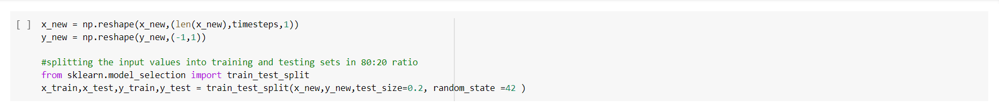 [ ] x_new = np.reshape(x_new,(len(x_new),timesteps,1))
y_new = np.reshape(y_new,(-1,1))
#splitting the input values into training and testing sets in 80:20 ratio
from sklearn.model_selection import train_test_split
x_train,x_test,y_train,y_test = train_test_split(x_new,y_new,test_size=0.2, random_state =42 )